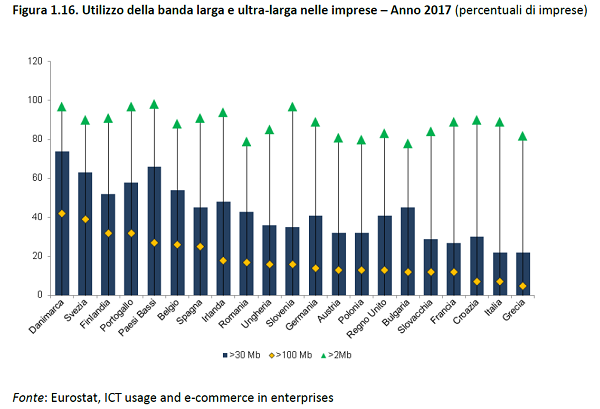 Figura 1.16. Utilizzo della banda larga e ultra-larga nelle imprese – Anno 2017 (percentuali di imprese)
120
100
80
60
40
20
0
Danimarca
Svezia
Finlandia
Portogallo
Paesi Bassi
Belgio
Spagna
Irlanda
Romania
Ungheria
Slovenia
Germania
Austria
Polonia
Regno Unito
Bulgaria
Slovacchia
Francia
Croazia
Italia
Grecia
>30 Mb >100 Mb >2Mb
Fonte: Eurostat, ICT usage and e-commerce in enterprises